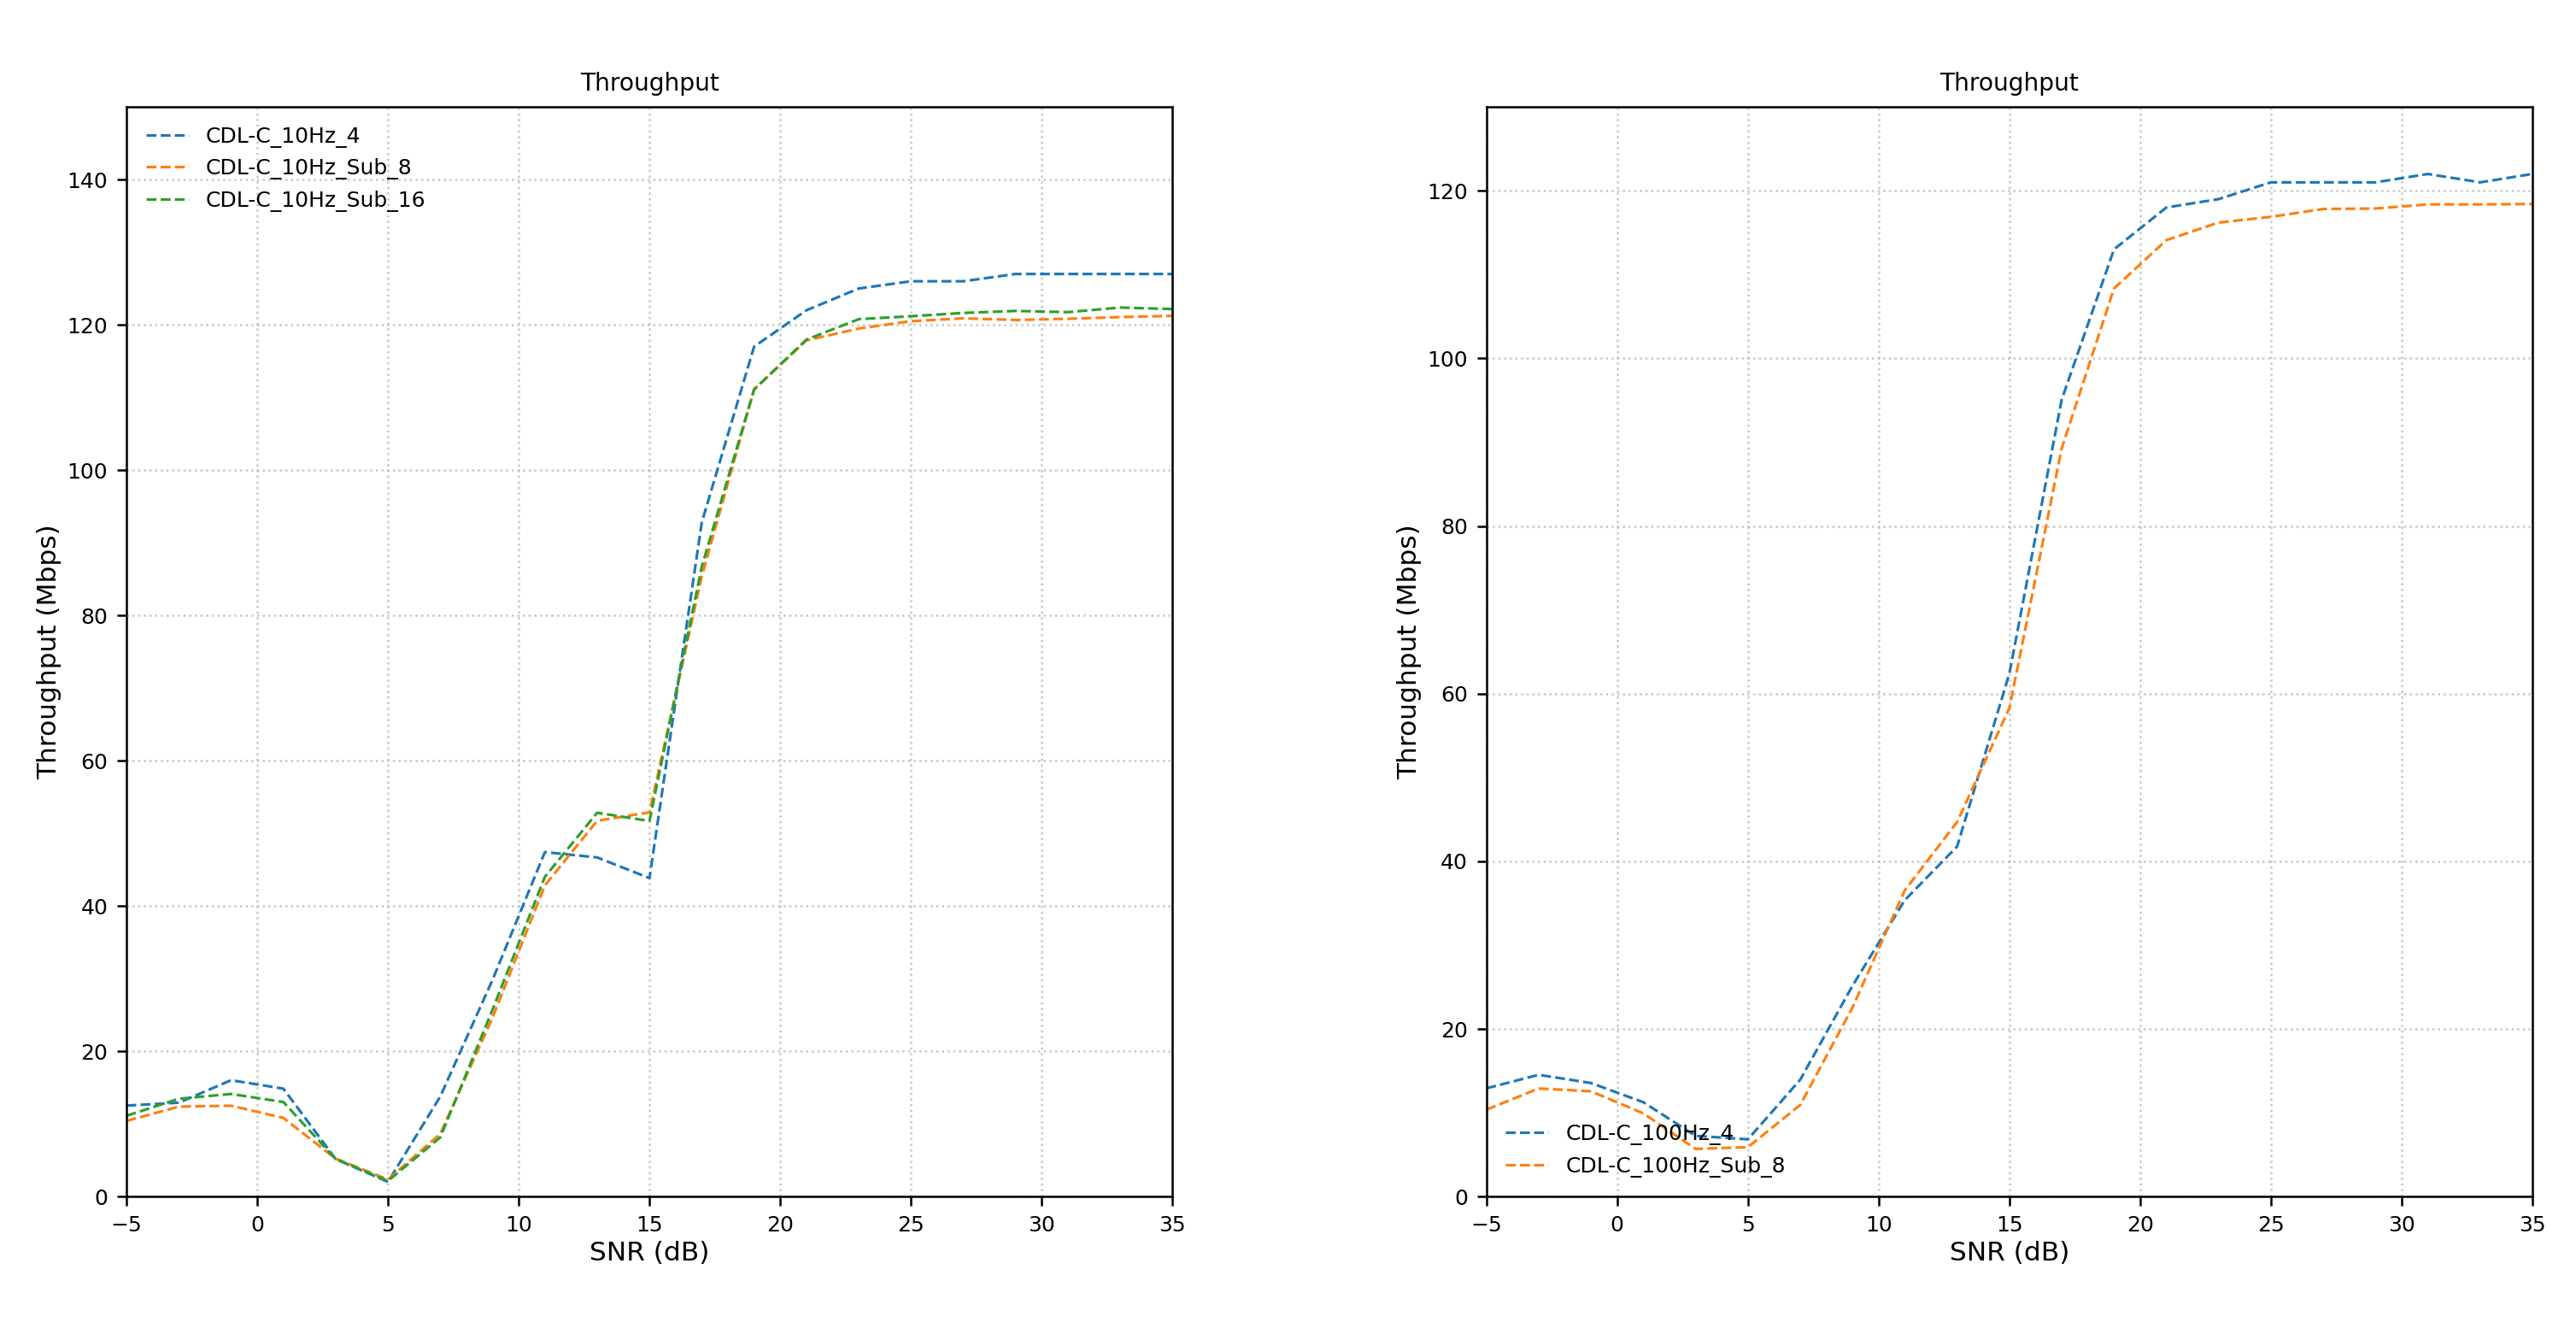 Throughput
CDL-C_10Hz_4
CDL-C_10Hz_Sub_8
CDL-C_10Hz_Sub_16
140
120
100
80
60
40
20
0
Throughput (Mbps)
−5 0 5 10 15 20 25 30 35
SNR (dB)
Throughput
120
100
80
60
40
20
0
Throughput (Mbps)
CDL-C_100Hz_4
CDL-C_100Hz_Sub_8
−5 0 5 10 15 20 25 30 35
SNR (dB)